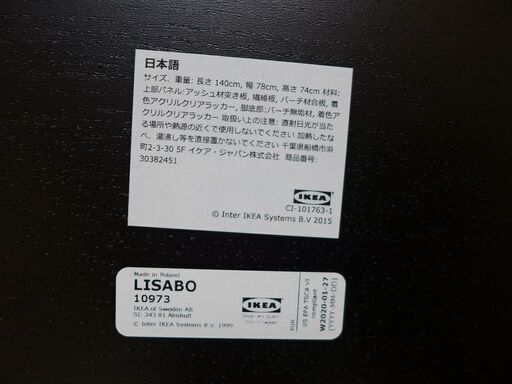 日本語
サイズ、重量: 長さ 140cm, 幅 78cm, 高さ 74cm 材料:
上部パネル:アッシュ材突き板, 繊維板, バーチ材合板, 着
色アクリルクリアラッカー, 脚底部:バーチ無垢材, 着色ア
クリルクリアラッカー 取扱い上の注意: 直射日光が当た
る場所や熱源の近くで使用しないでください 加熱したな
べ、湯沸し等を直接置かないでください 千葉県船橋市浜
町2-3-30 5F イケア・ジャパン株式会社 商品番号:
30382451
IKEA
CI-101763-1
© Inter IKEA Systems B.V 2015
Made in Poland
LISABO
10973
IKEA of Sweden AB
SE-343 81 Älmhult
© Inter IKEA Systems B.V. 1999
IKEA
FOR
US EPA TSCA VI
compliant
W2020-01-27
(YYYY-MM-DD)